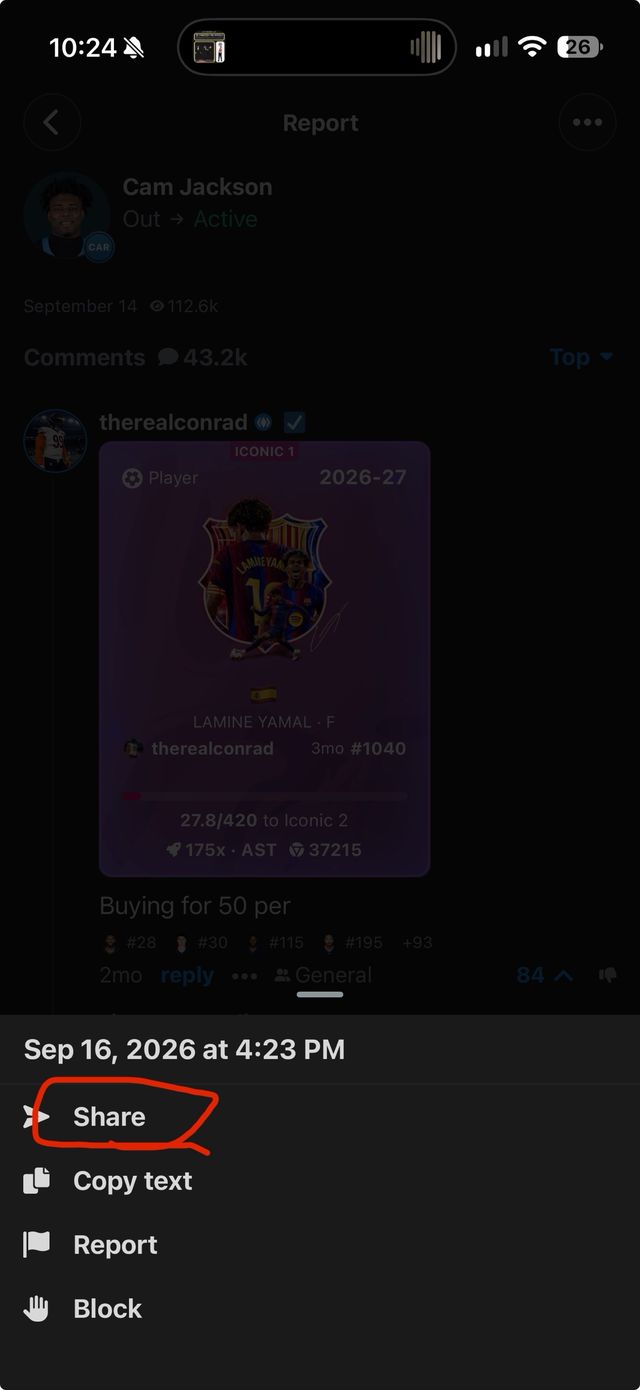 10:24
26
Report
Cam Jackson
Out → Active
CAR
September 14 112.6k
Comments 43.2k
Top
therealconrad
ICONIC 1
Player
2026-27
LAMINE YAMAL · F
therealconrad 3mo #1040
27.8/420 to Iconic 2
175x · AST 37215
Buying for 50 per
#28 #30 #115 #195 +93
2mo reply General 84
Sep 16, 2026 at 4:23 PM
Share
Copy text
Report
Block